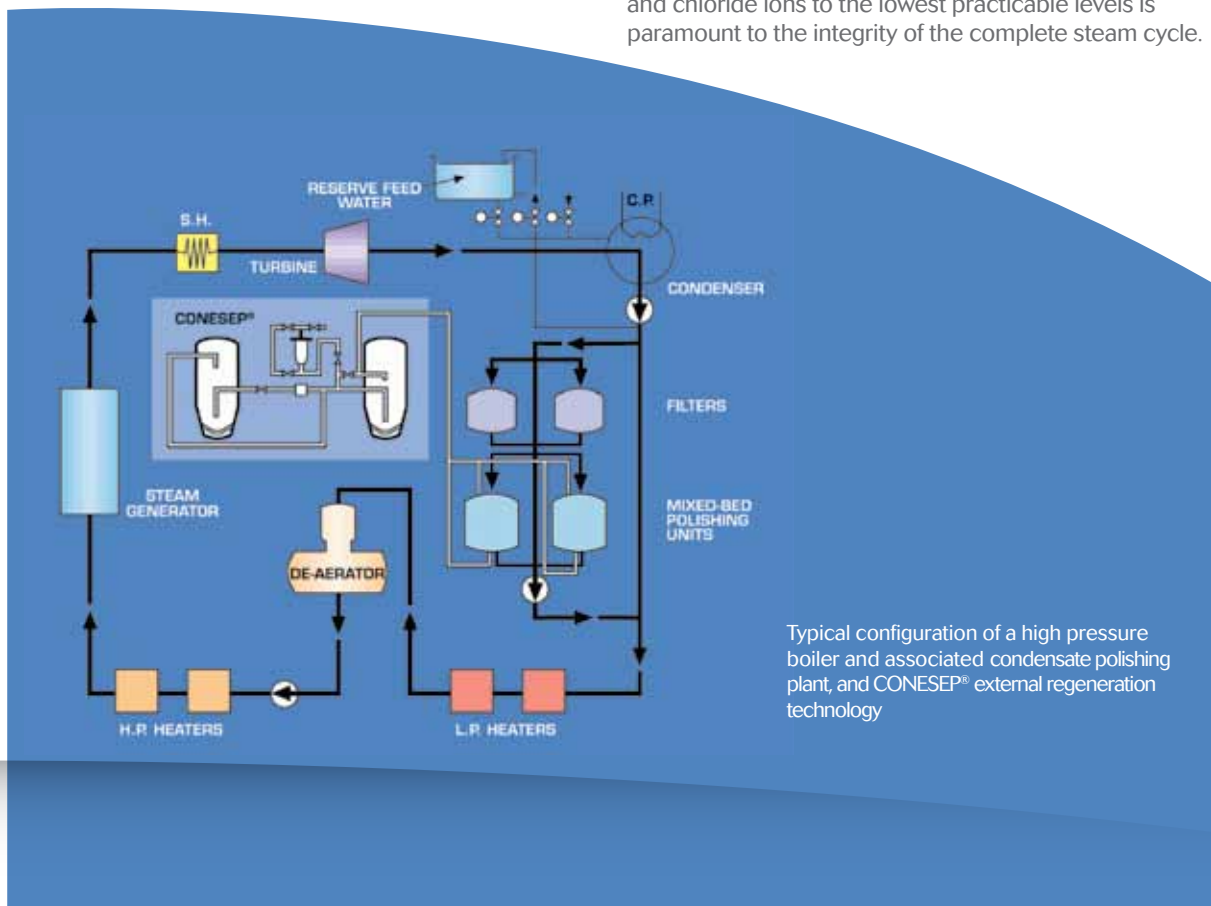 and chloride ions to the lowest practicable levels is
paramount to the integrity of the complete steam cycle.
RESERVE FEED
WATER
C.P.
S.H.
TURBINE
CONDENSER
CONESEP®
FILTERS
STEAM
GENERATOR
MIXED-BED
POLISHING
UNITS
DE-AERATOR
H.P. HEATERS
L.P. HEATERS
Typical configuration of a high pressure
boiler and associated condensate polishing
plant, and CONESEP® external regeneration
technology